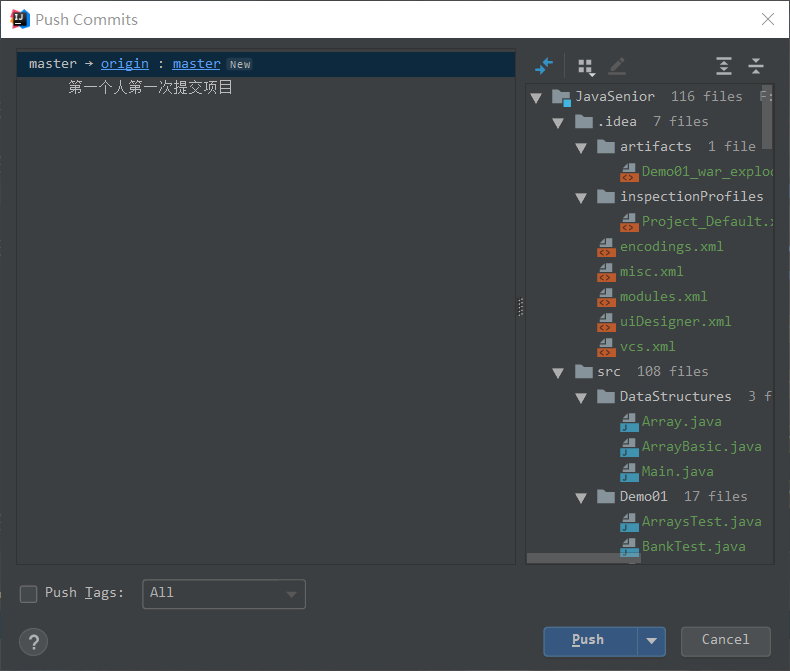 Push Commits
master → origin : master New
第一个人第一次提交项目
JavaSenior 116 files F:
.idea 7 files
artifacts 1 file
Demo01_war_explo
inspectionProfiles
Project_Default.
encodings.xml
misc.xml
modules.xml
uiDesigner.xml
vcs.xml
src 108 files
DataStructures 3 f
Array.java
ArrayBasic.java
Main.java
Demo01 17 files
ArraysTest.java
BankTest.java
Push Tags: All
? Push Cancel